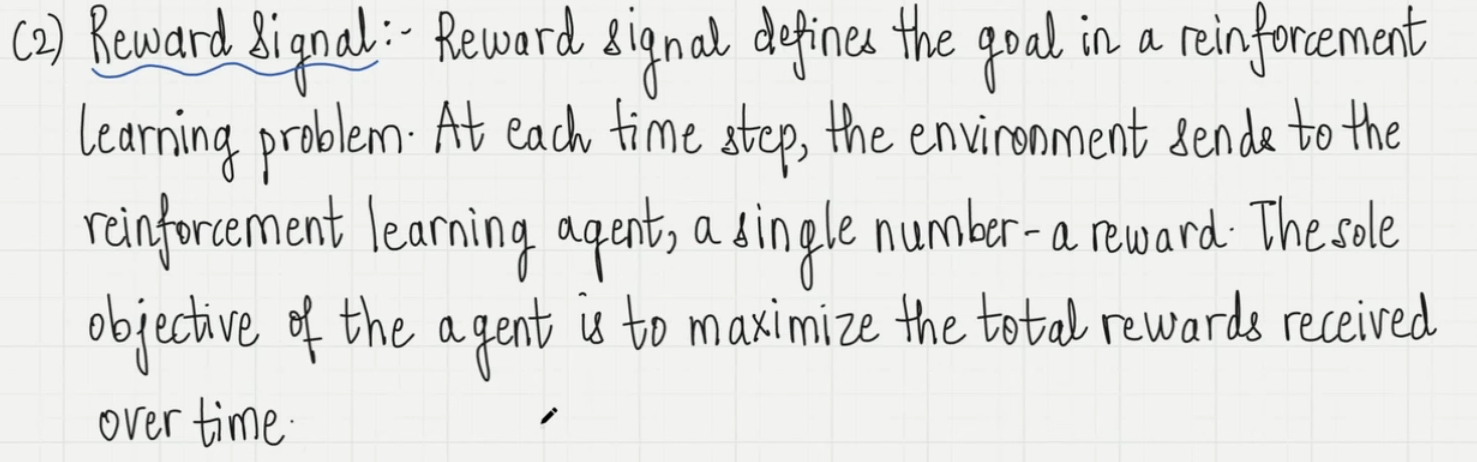 (2) Reward Signal:- Reward signal defines the goal in a reinforcement
learning problem. At each time step, the environment sends to the
reinforcement learning agent, a single number - a reward. The sole
objective of the agent is to maximize the total rewards received
over time.